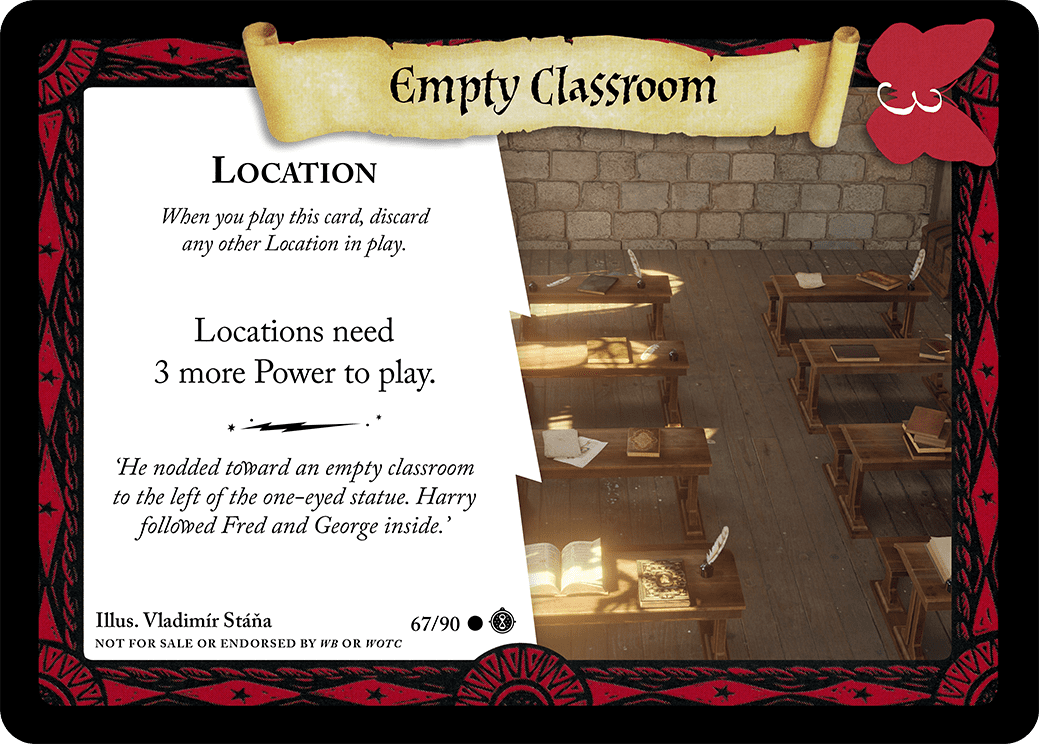 Empty Classroom
3
LOCATION
When you play this card, discard
any other Location in play.
Locations need
3 more Power to play.
‘He nodded toward an empty classroom
to the left of the one-eyed statue. Harry
followed Fred and George inside.’
Illus. Vladimír Stáňa
67/90
NOT FOR SALE OR ENDORSED BY WB OR WOTC